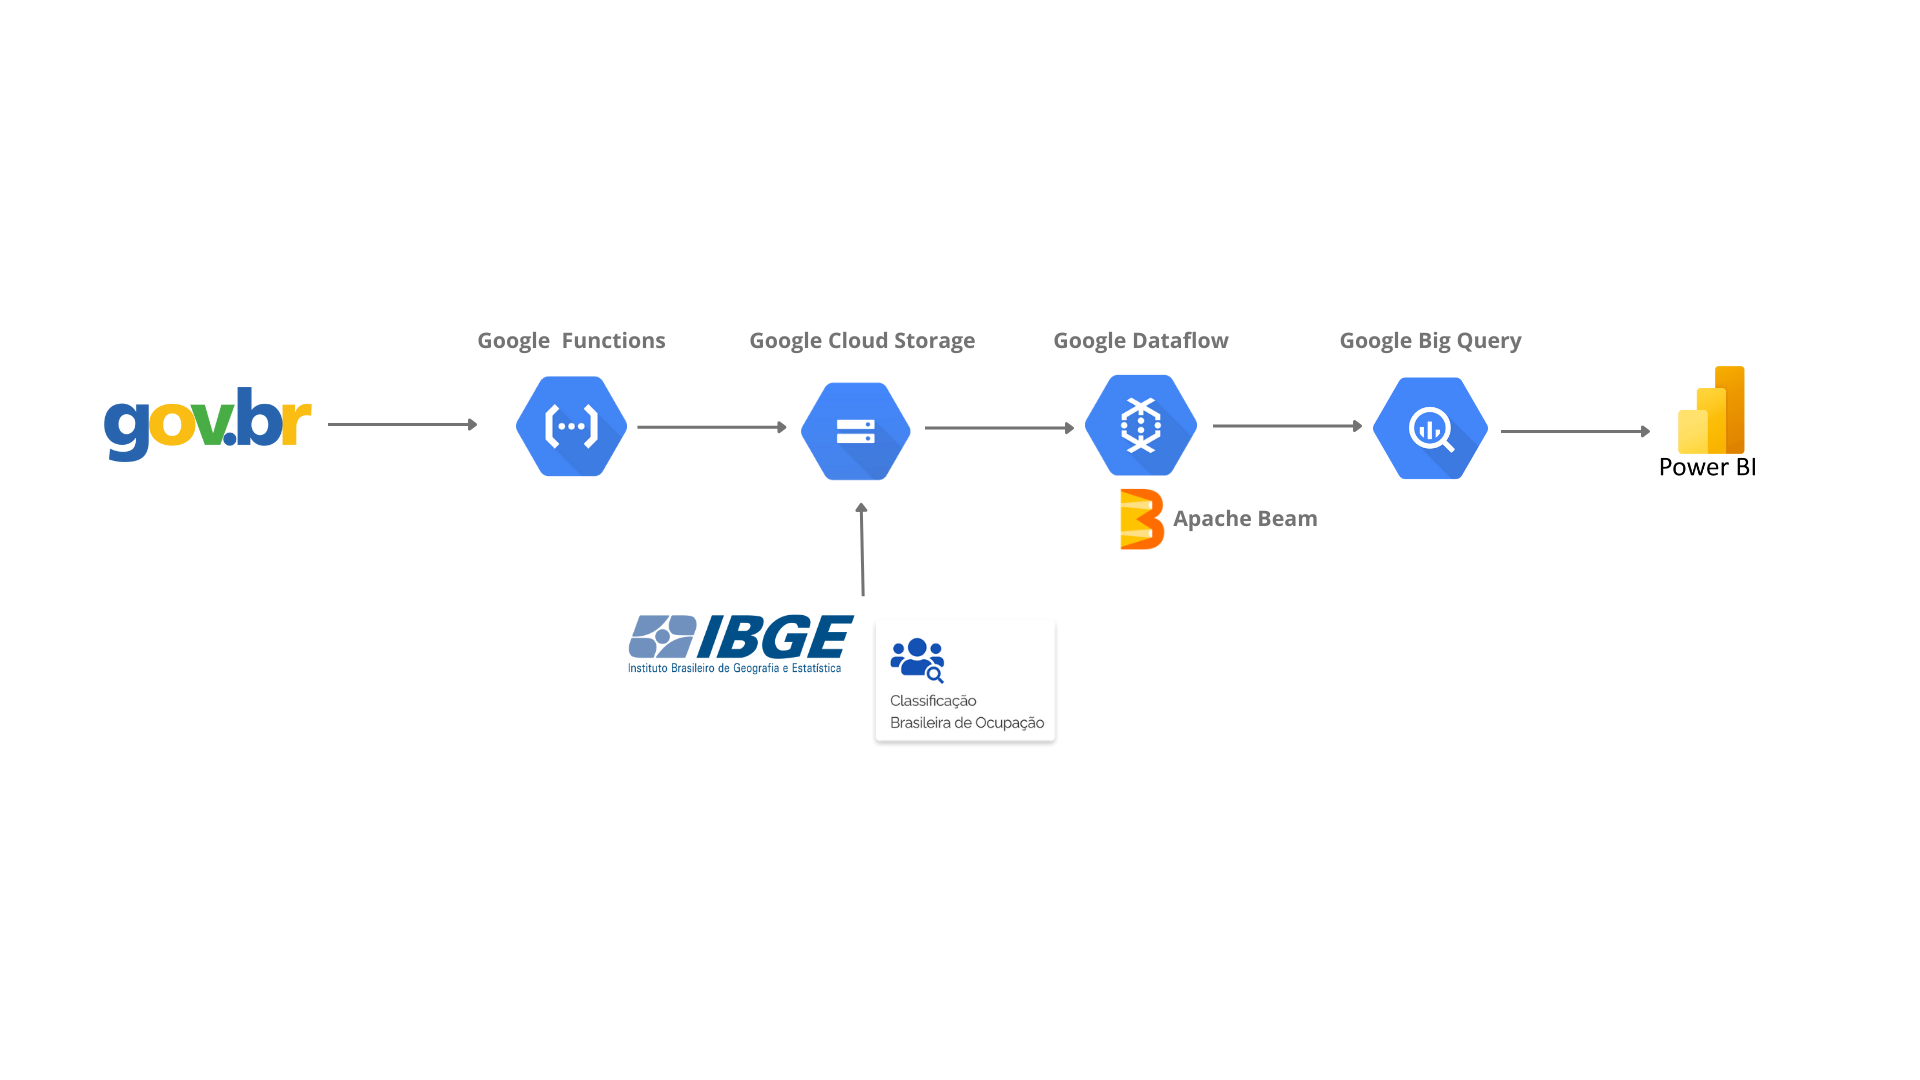 Google  Functions
Google Cloud Storage
Google Dataflow
Google Big Query
gov.br
Power BI
Apache Beam
IBGE
Instituto Brasileiro de Geografia e Estatística
Classificação
Brasileira de Ocupação